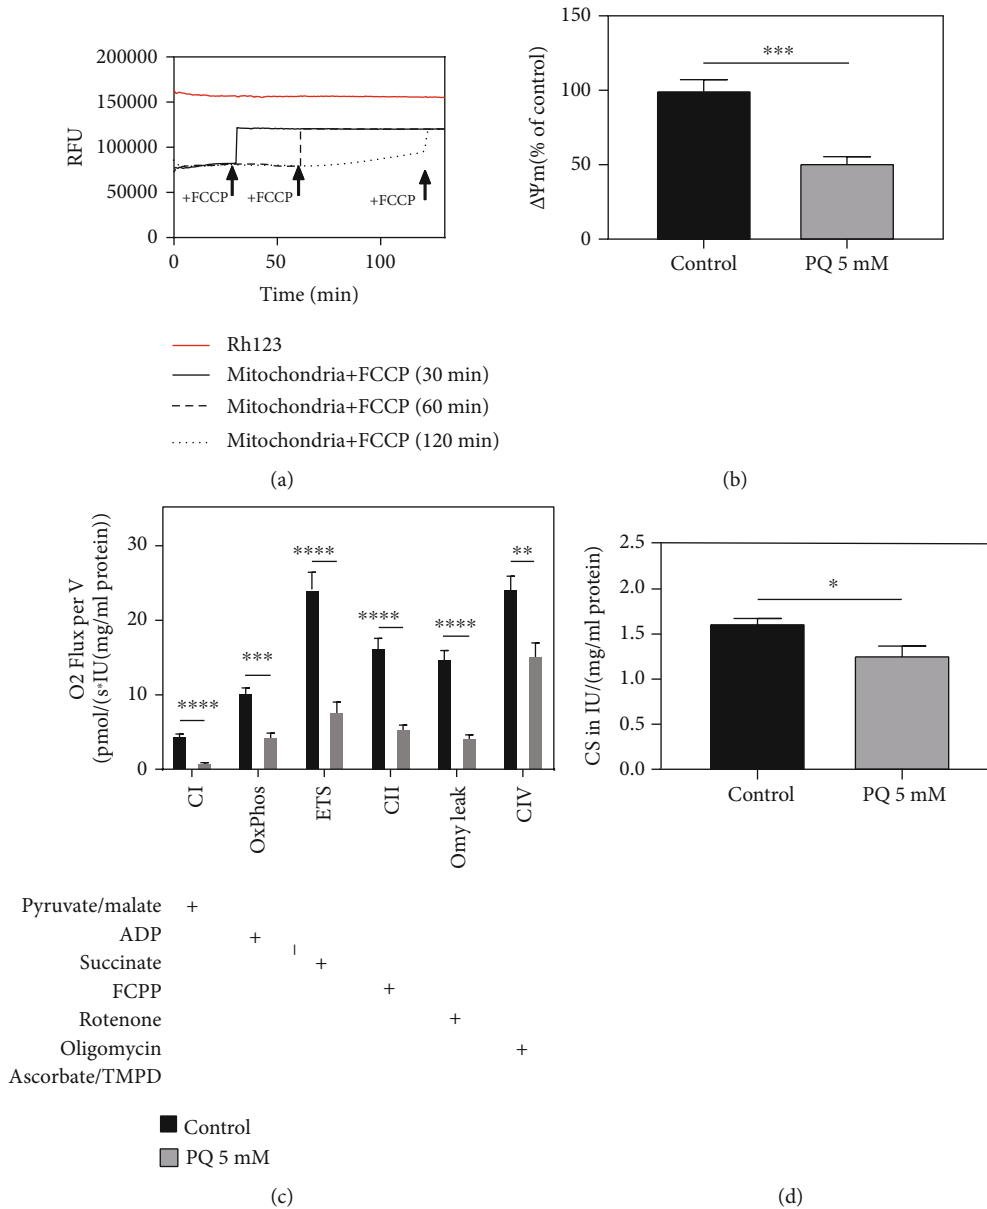 200000
150000
100000
50000
0
RFU
+FCCP
+FCCP
+FCCP
0
50
100
Time (min)
Rh123
Mitochondria+FCCP (30 min)
Mitochondria+FCCP (60 min)
Mitochondria+FCCP (120 min)
(a)
150
100
50
0
ΔΨm(% of control)
***
Control
PQ 5 mM
(b)
30
20
10
0
O2 Flux per V
(pmol/(s*IU(mg/ml protein))
****
***
****
****
****
**
CI
OxPhos
ETS
CII
Omy leak
CIV
Pyruvate/malate +
ADP +
Succinate +
FCPP +
Rotenone +
Oligomycin +
Ascorbate/TMPD
Control
PQ 5 mM
(c)
2.5
2.0
1.5
1.0
0.5
0.0
CS in IU/(mg/ml protein)
*
Control
PQ 5 mM
(d)